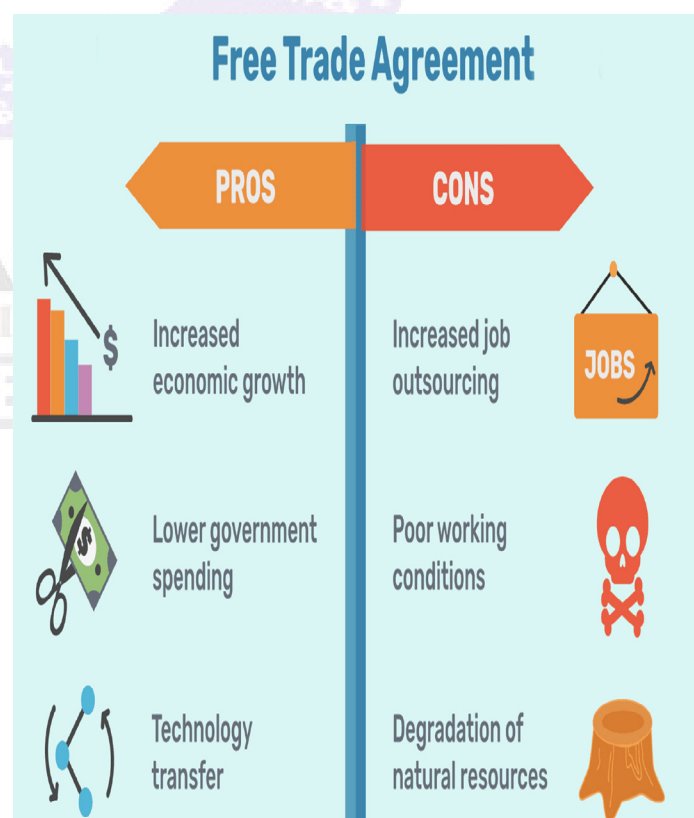 Free Trade Agreement
PROS
CONS
$
Increased
economic growth
Increased job
outsourcing
JOBS
$
Lower government
spending
Poor working
conditions
Technology
transfer
Degradation of
natural resources